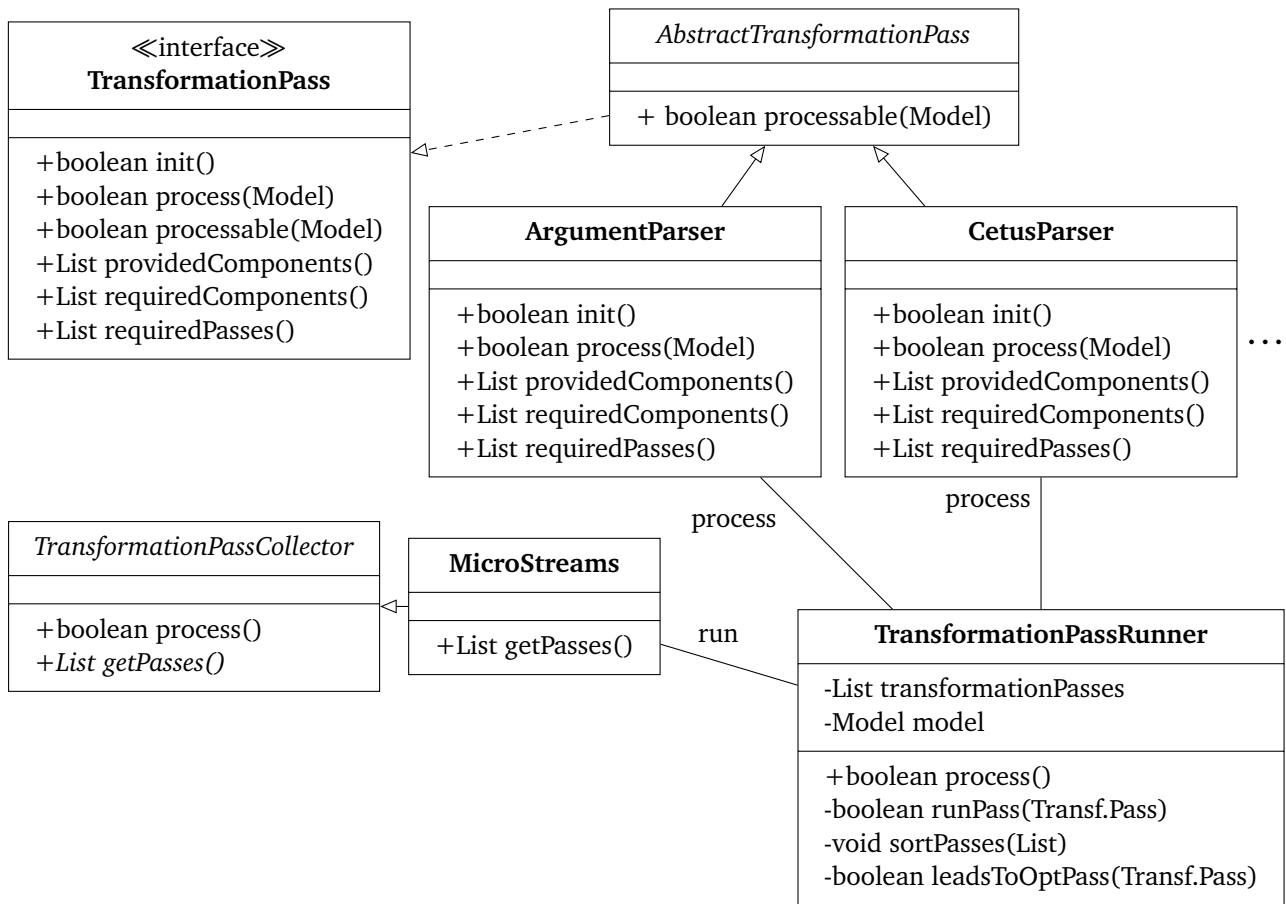 ≪interface≫
TransformationPass
+boolean init()
+boolean process(Model)
+boolean processable(Model)
+List providedComponents()
+List requiredComponents()
+List requiredPasses()
AbstractTransformationPass
+ boolean processable(Model)
ArgumentParser
+boolean init()
+boolean process(Model)
+List providedComponents()
+List requiredComponents()
+List requiredPasses()
CetusParser
+boolean init()
+boolean process(Model)
+List providedComponents()
+List requiredComponents()
+List requiredPasses()
...
process
process
TransformationPassCollector
+boolean process()
+List getPasses()
MicroStreams
+List getPasses()
run
TransformationPassRunner
-List transformationPasses
-Model model
+boolean process()
-boolean runPass(Transf.Pass)
-void sortPasses(List)
-boolean leadsToOptPass(Transf.Pass)